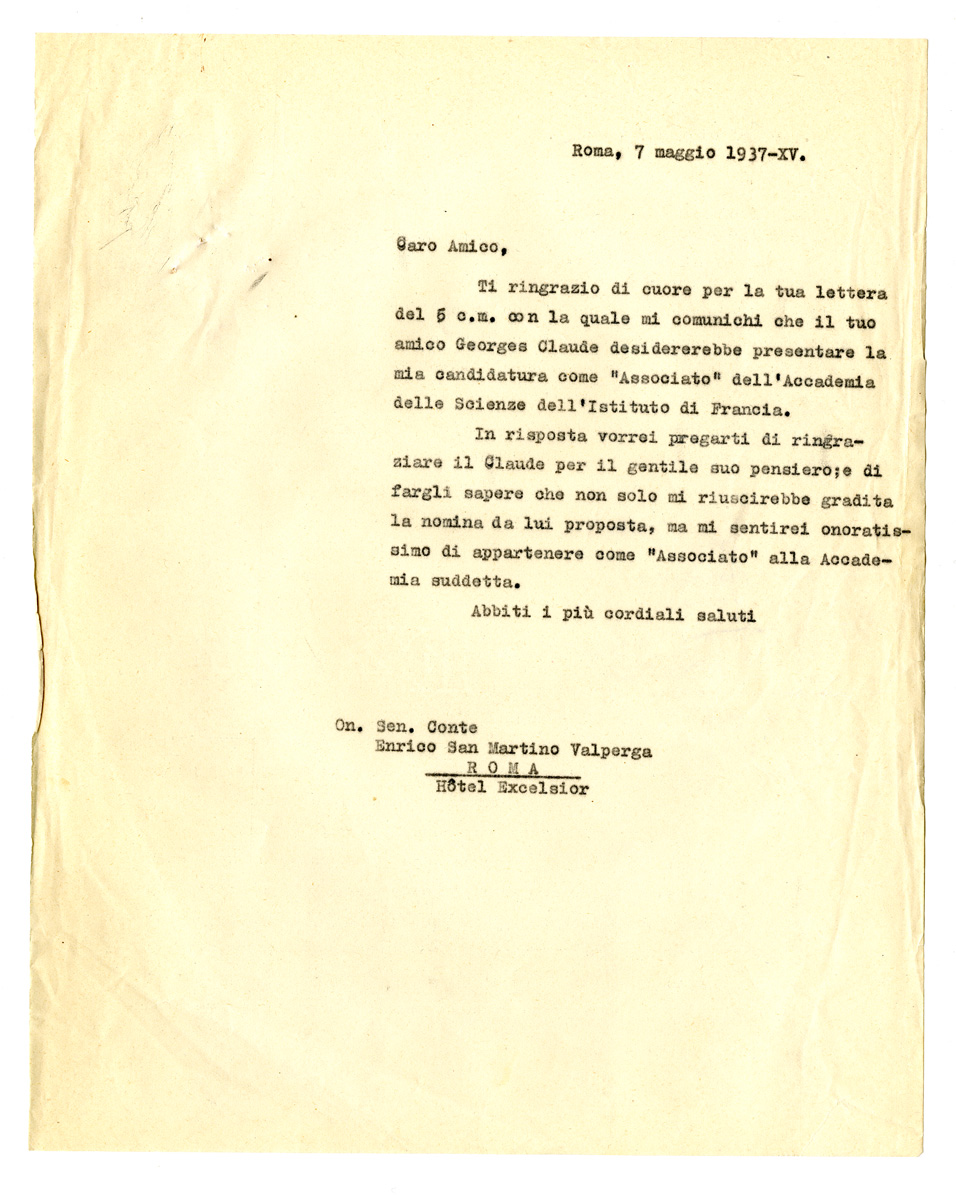 Roma, 7 maggio 1937-XV.
Caro Amico,
Ti ringrazio di cuore per la tua lettera
del 5 c.m. con la quale mi comunichi che il tuo
amico Georges Claude desidererebbe presentare la
mia candidatura come "Associato" dell'Accademia
delle Scienze dell'Istituto di Francia.
In risposta vorrei pregarti di ringra-
ziare il Claude per il gentile suo pensiero;e di
fargli sapere che non solo mi riuscirebbe gradita
la nomina da lui proposta, ma mi sentirei onoratis-
simo di appartenere come "Associato" alla Accade-
mia suddetta.
Abbiti i più cordiali saluti
On. Sen. Conte
Enrico San Martino Valperga
R O M A
Hôtel Excelsior